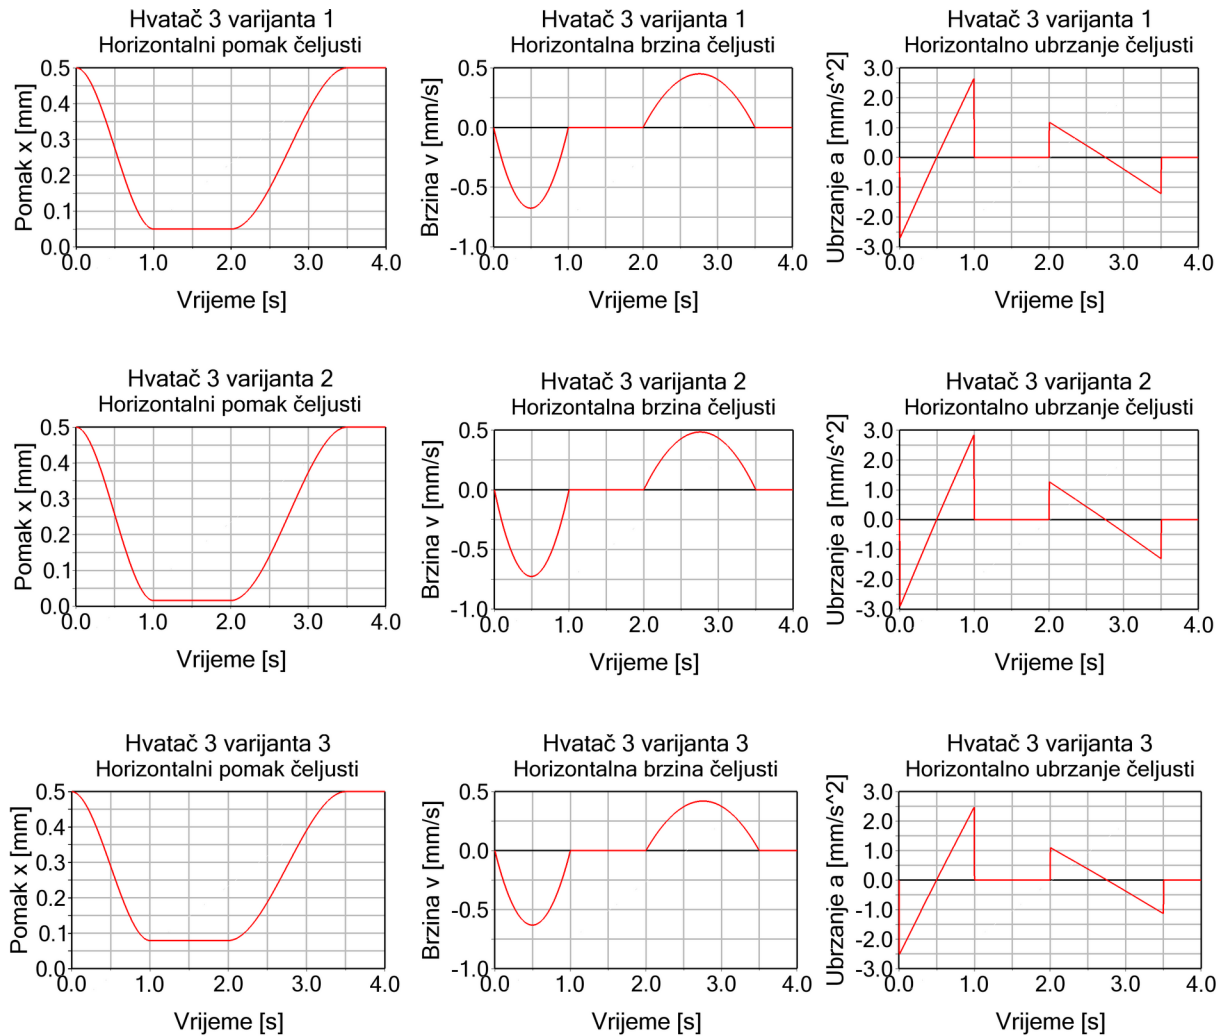 Hvatač 3 varijanta 1
Horizontalni pomak čeljusti
Pomak x [mm]
0.5
0.4
0.3
0.2
0.1
0.0
0.0 1.0 2.0 3.0 4.0
Vrijeme [s]
Hvatač 3 varijanta 1
Horizontalna brzina čeljusti
Brzina v [mm/s]
0.5
0.0
-0.5
-1.0
0.0 1.0 2.0 3.0 4.0
Vrijeme [s]
Hvatač 3 varijanta 1
Horizontalno ubrzanje čeljusti
Ubrzanje a [mm/s^2]
3.0
2.0
1.0
0.0
-1.0
-2.0
-3.0
0.0 1.0 2.0 3.0 4.0
Vrijeme [s]
Hvatač 3 varijanta 2
Horizontalni pomak čeljusti
Pomak x [mm]
0.5
0.4
0.3
0.2
0.1
0.0
0.0 1.0 2.0 3.0 4.0
Vrijeme [s]
Hvatač 3 varijanta 2
Horizontalna brzina čeljusti
Brzina v [mm/s]
0.5
0.0
-0.5
-1.0
0.0 1.0 2.0 3.0 4.0
Vrijeme [s]
Hvatač 3 varijanta 2
Horizontalno ubrzanje čeljusti
Ubrzanje a [mm/s^2]
3.0
2.0
1.0
0.0
-1.0
-2.0
-3.0
0.0 1.0 2.0 3.0 4.0
Vrijeme [s]
Hvatač 3 varijanta 3
Horizontalni pomak čeljusti
Pomak x [mm]
0.5
0.4
0.3
0.2
0.1
0.0
0.0 1.0 2.0 3.0 4.0
Vrijeme [s]
Hvatač 3 varijanta 3
Horizontalna brzina čeljusti
Brzina v [mm/s]
0.5
0.0
-0.5
-1.0
0.0 1.0 2.0 3.0 4.0
Vrijeme [s]
Hvatač 3 varijanta 3
Horizontalno ubrzanje čeljusti
Ubrzanje a [mm/s^2]
3.0
2.0
1.0
0.0
-1.0
-2.0
-3.0
0.0 1.0 2.0 3.0 4.0
Vrijeme [s]